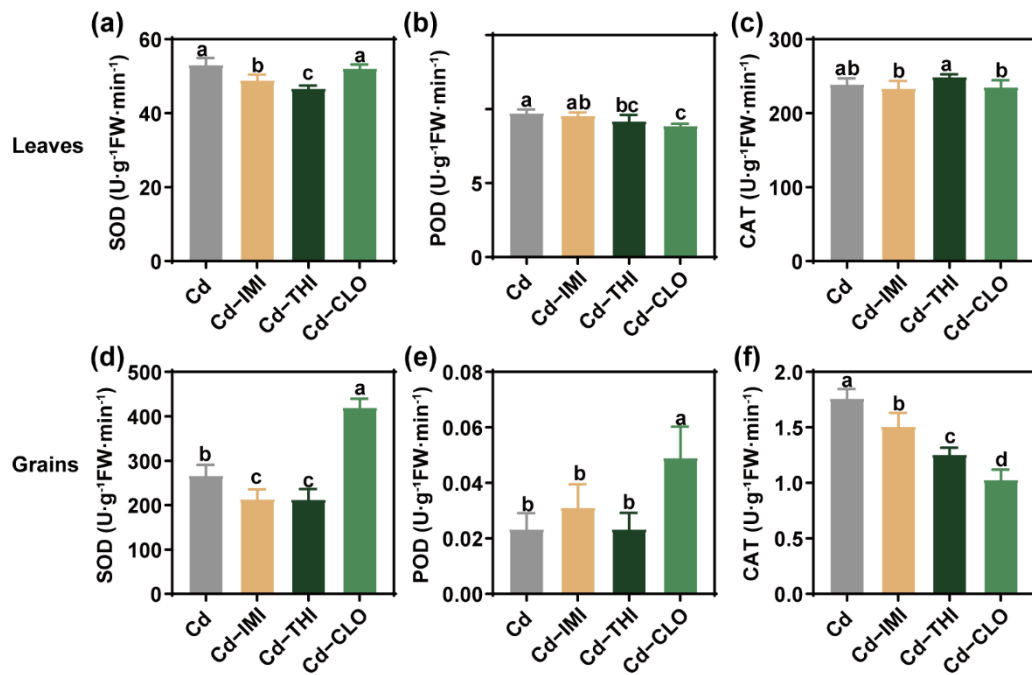 (a)
(b)
(c)
Leaves
SOD (U·g⁻¹FW·min⁻¹)
60
40
20
0
a
b
c
a
Cd
Cd–IMI
Cd–THI
Cd–CLO
POD (U·g⁻¹FW·min⁻¹)
5
0
a
ab
bc
c
Cd
Cd–IMI
Cd–THI
Cd–CLO
CAT (U·g⁻¹FW·min⁻¹)
300
200
100
0
ab
b
a
b
Cd
Cd–IMI
Cd–THI
Cd–CLO
(d)
(e)
(f)
Grains
SOD (U·g⁻¹FW·min⁻¹)
500
400
300
200
100
0
b
c
c
a
Cd
Cd–IMI
Cd–THI
Cd–CLO
POD (U·g⁻¹FW·min⁻¹)
0.08
0.06
0.04
0.02
0.00
b
b
b
a
Cd
Cd–IMI
Cd–THI
Cd–CLO
CAT (U·g⁻¹FW·min⁻¹)
2.0
1.5
1.0
0.5
0.0
a
b
c
d
Cd
Cd–IMI
Cd–THI
Cd–CLO